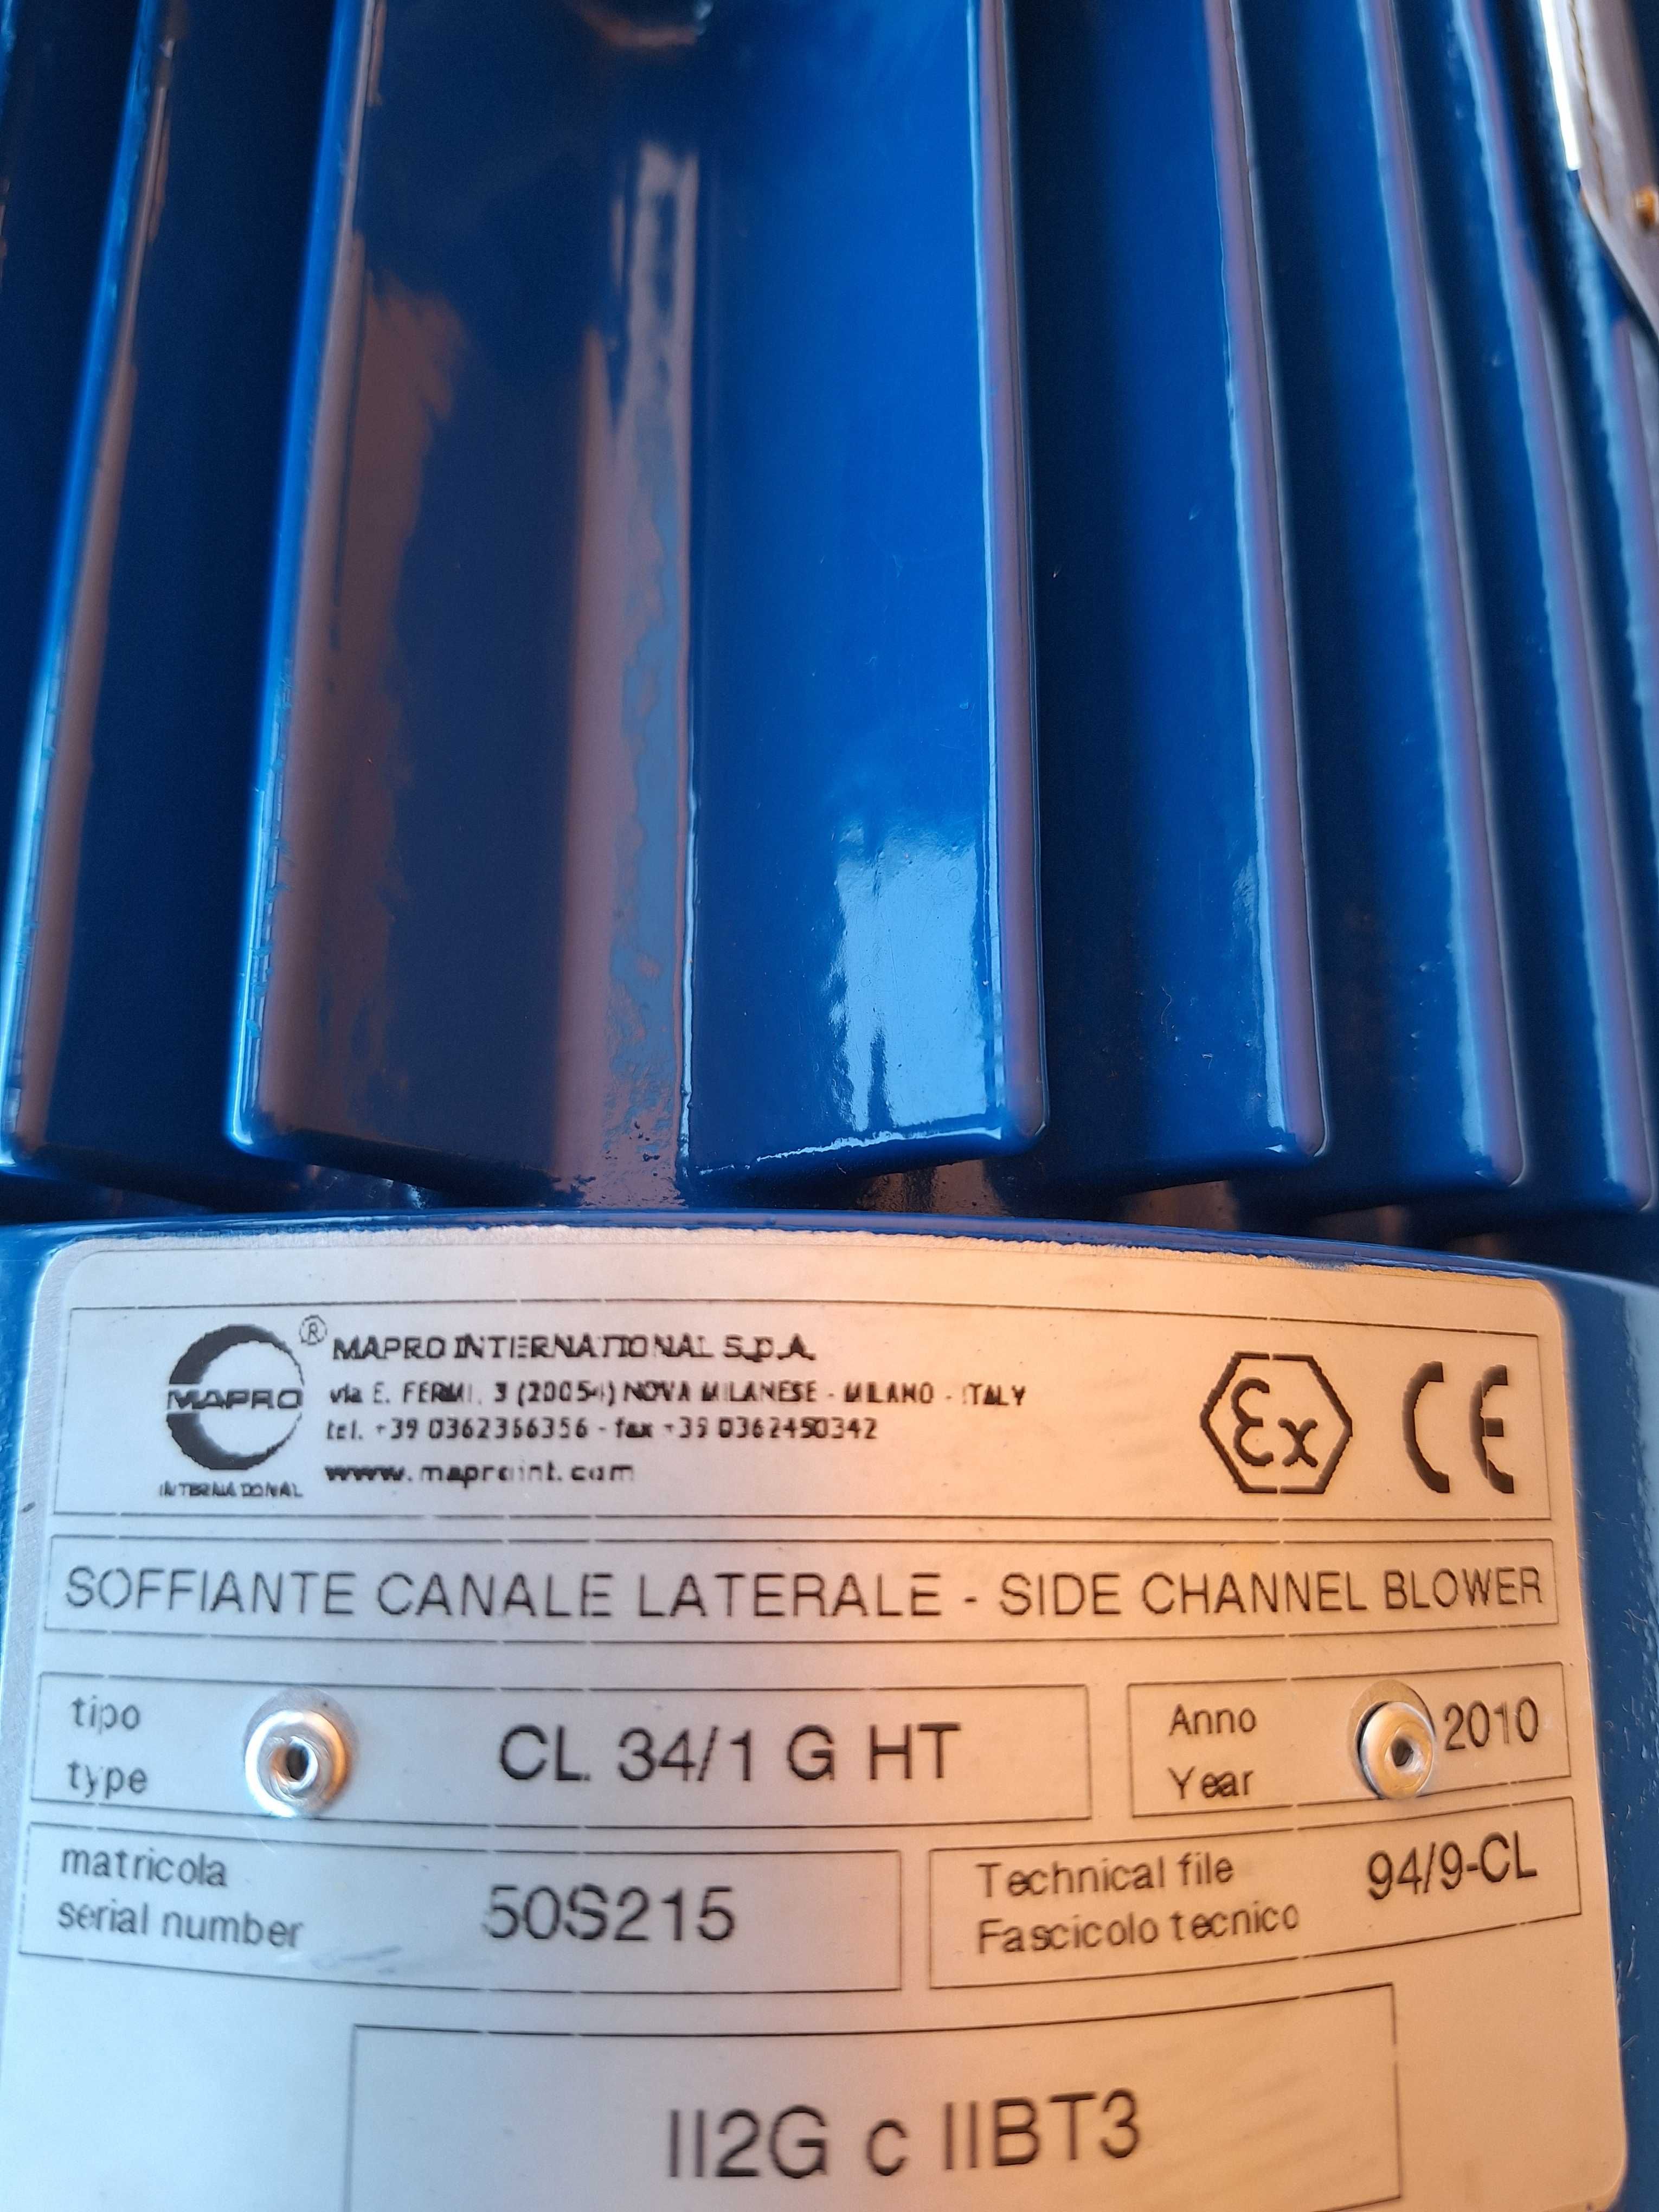 MAPRO
INTERNATIONAL
®
MAPRO INTERNATIONAL S.p.A.
via E. FERMI, 3 (20054) NOVA MILANESE - MILANO - ITALY
tel. +39 0362366356 - fax +39 0362450342
www.maproint.com
Ex CE
SOFFIANTE CANALE LATERALE - SIDE CHANNEL BLOWER
tipo
type
CL 34/1 G HT
Anno
Year
2010
matricola
serial number
50S215
Technical file
Fascicolo tecnico
94/9-CL
II2G c IIBT3